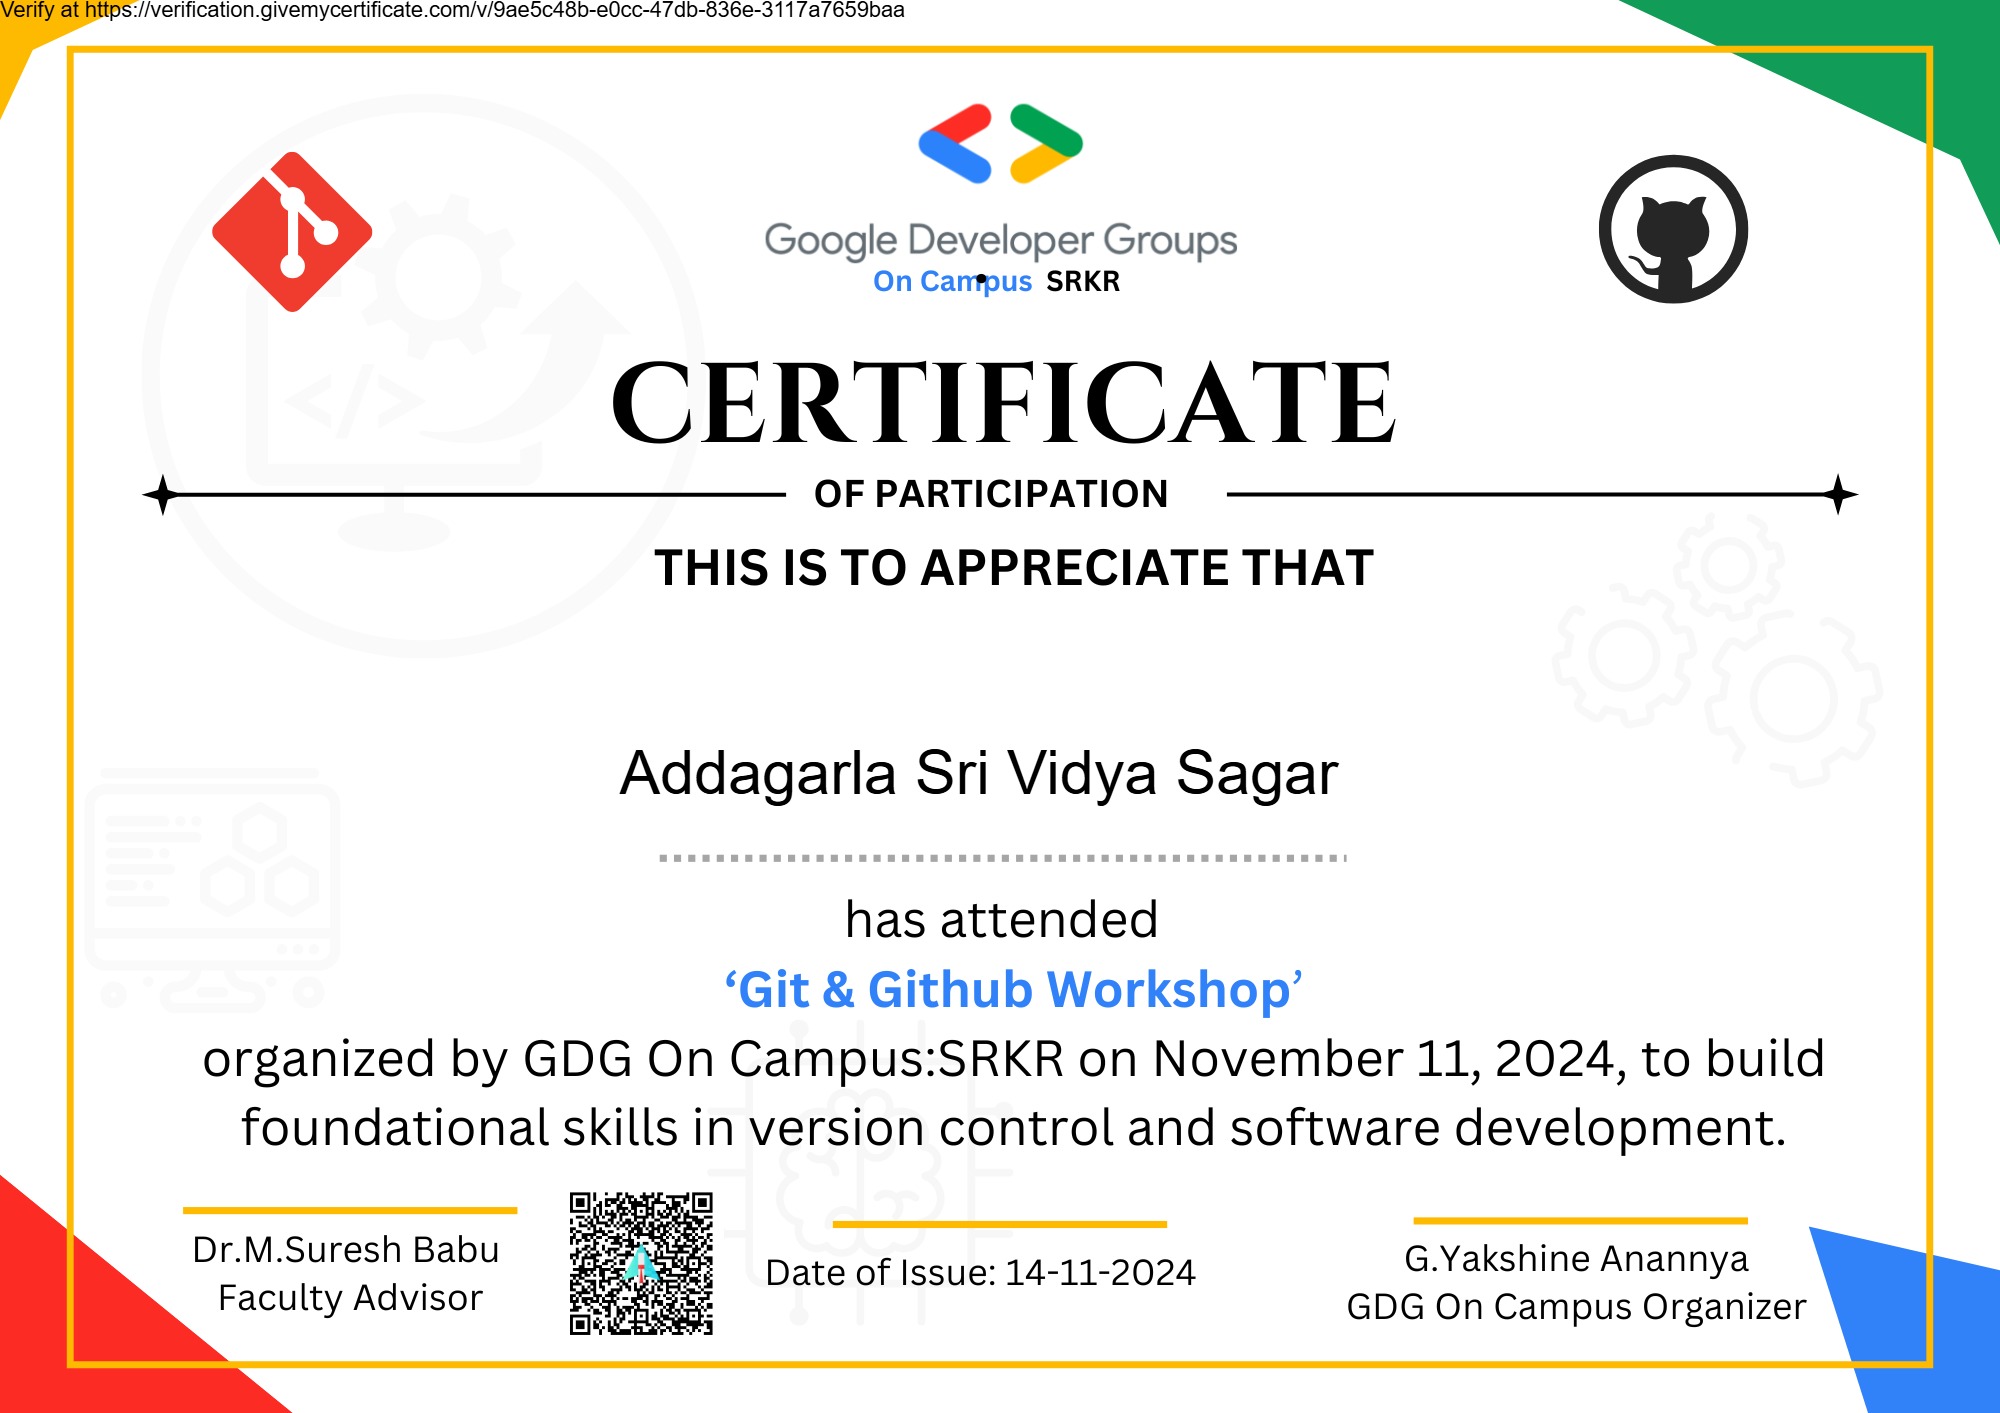 Verify at https://verification.givemycertificate.com/v/9ae5c48b-e0cc-47db-836e-3117a7659baa
Google Developer Groups
On Campus SRKR
CERTIFICATE
OF PARTICIPATION
THIS IS TO APPRECIATE THAT
Addagarla Sri Vidya Sagar
has attended
‘Git & Github Workshop’
organized by GDG On Campus:SRKR on November 11, 2024, to build
foundational skills in version control and software development.
Dr.M.Suresh Babu
Faculty Advisor
Date of Issue: 14-11-2024
G.Yakshine Anannya
GDG On Campus Organizer